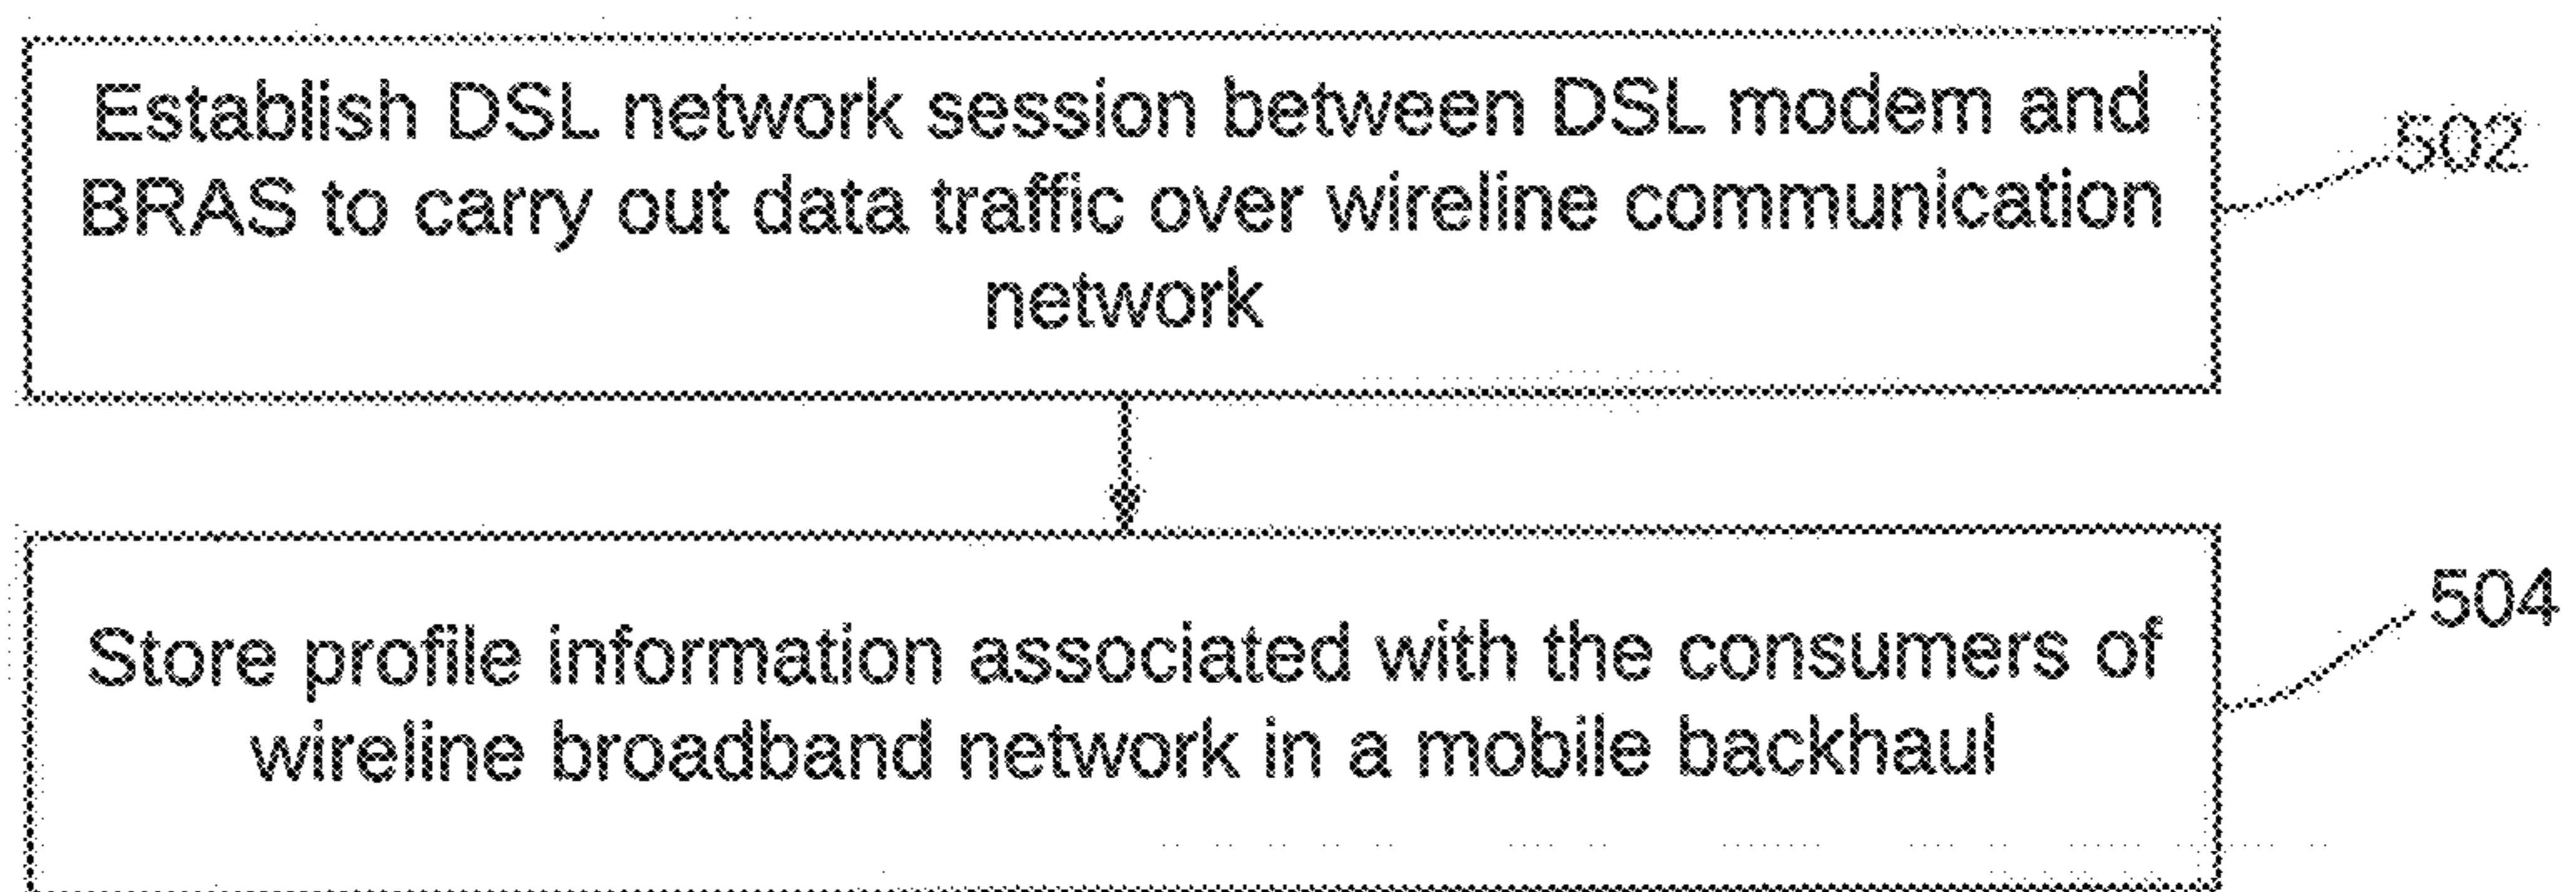 Establish DSL network session between DSL modem and
BRAS to carry out data traffic over wireline communication
network
502
Store profile information associated with the consumers of
wireline broadband network in a mobile backhaul
504